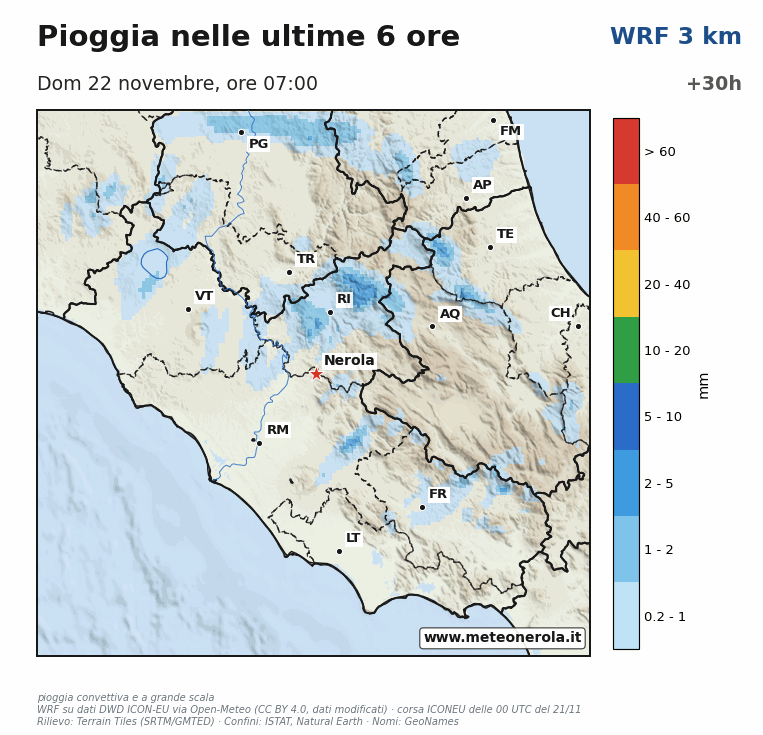 Pioggia nelle ultime 6 ore
WRF 3 km
Dom 22 novembre, ore 07:00
+30h
FM
PG
AP
TE
TR
VT
RI
AQ
CH
Nerola
RM
FR
LT
www.meteonerola.it
> 60
40 - 60
20 - 40
10 - 20
5 - 10
2 - 5
1 - 2
0.2 - 1
mm
pioggia convettiva e a grande scala
WRF su dati DWD ICON-EU via Open-Meteo (CC BY 4.0, dati modificati) · corsa ICONEU delle 00 UTC del 21/11
Rilievo: Terrain Tiles (SRTM/GMTED) · Confini: ISTAT, Natural Earth · Nomi: GeoNames